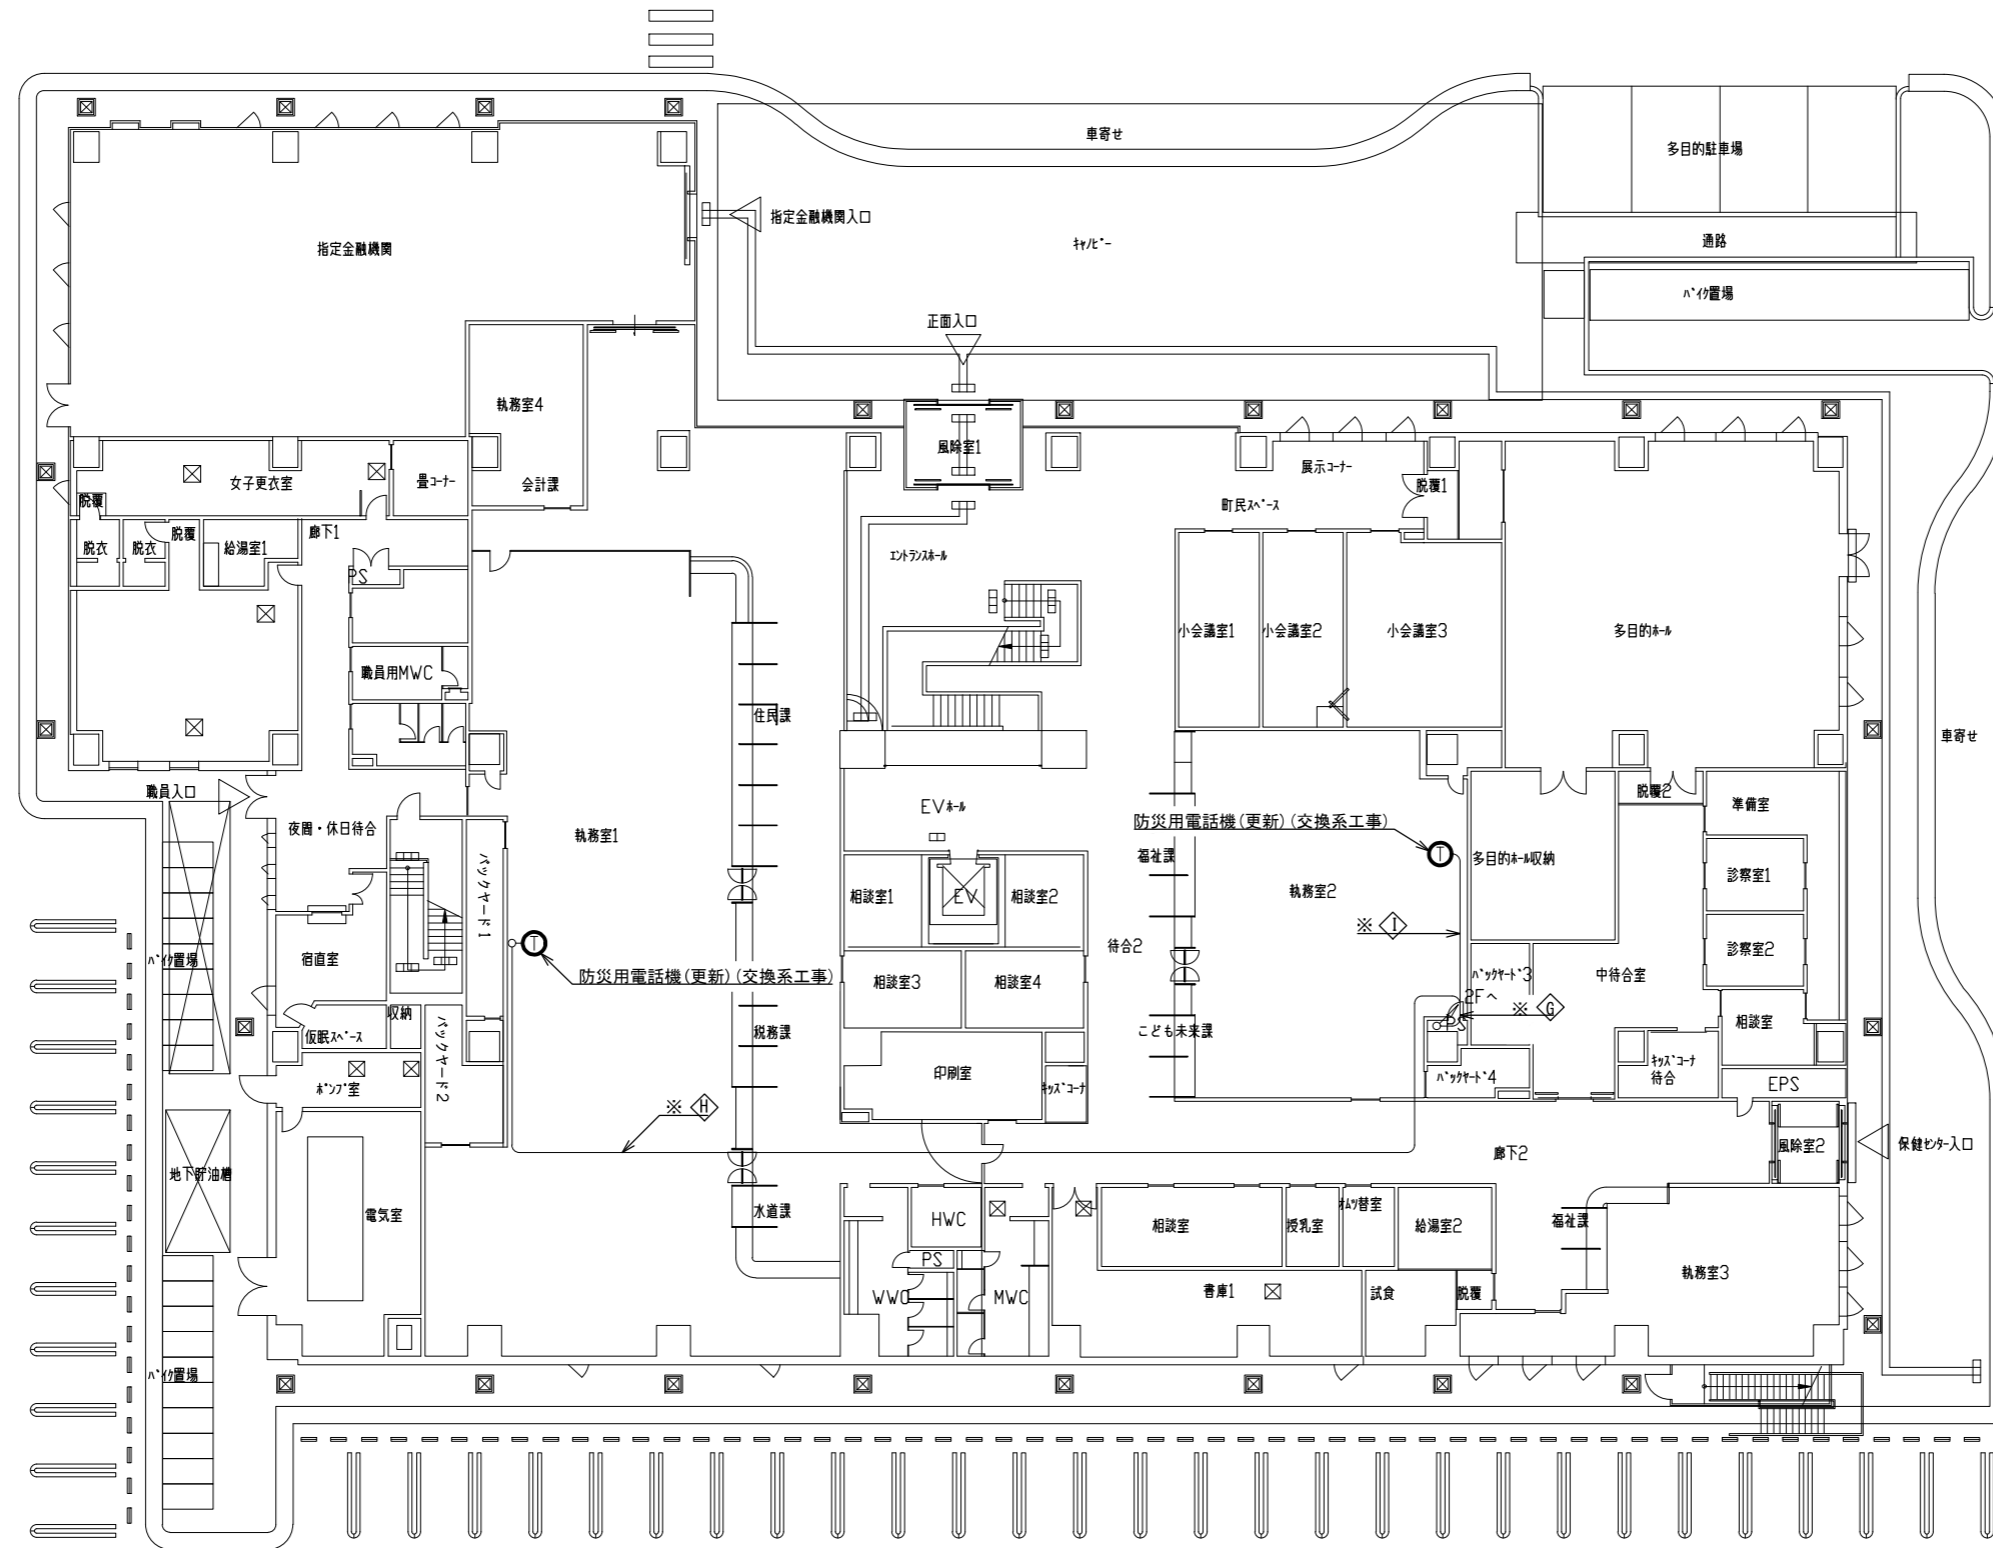 車寄せ
多目的駐車場
指定金融機関入口
指定金融機関
ｷｬﾉﾋﾟｰ
通路
ﾊﾞｲｸ置場
正面入口
執務室4
風除室1
展示ｺｰﾅｰ
女子更衣室
畳ｺｰﾅｰ
会計課
脱履1
町民ｽﾍﾟｰｽ
脱履
脱履
廊下1
脱衣
脱衣
給湯室1
ｴﾝﾄﾗﾝｽﾎｰﾙ
PS
小会議室1
小会議室2
小会議室3
多目的ﾎｰﾙ
職員用MWC
住民課
車寄せ
職員入口
脱履2
準備室
EVﾎｰﾙ
夜間・休日待合
執務室1
防災用電話機(更新)(交換系工事)
福祉課
T
多目的ﾎｰﾙ収納
バックヤード1
相談室1
EV
相談室2
執務室2
診察室1
※ I
T
待合2
宿直室
診察室2
ﾊﾞｲｸ置場
防災用電話機(更新)(交換系工事)
相談室3
相談室4
ﾊﾞｯｸﾔｰﾄﾞ3
中待合室
2Fへ
※ G
収納
PS
相談室
仮眠ｽﾍﾟｰｽ
バックヤード2
税務課
こども未来課
印刷室
ｷｯｽﾞｺｰﾅ
ﾎﾟﾝﾌﾟ室
ﾊﾞｯｸﾔｰﾄﾞ4
ｷｯｽﾞｺｰﾅ
待合
EPS
※ H
廊下2
風除室2
保健ｾﾝﾀｰ入口
地下貯油槽
電気室
水道課
HWC
相談室
授乳室
ｵﾑﾂ替室
給湯室2
福祉課
PS
執務室3
WWC
MWC
書庫1
試食
脱履
ﾊﾞｲｸ置場